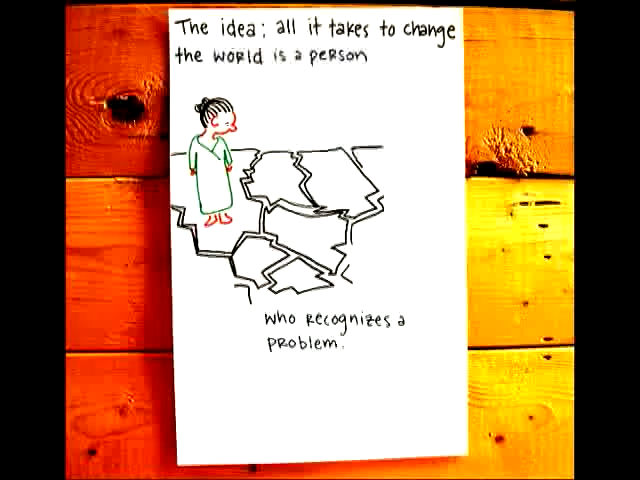 The idea; all it takes to change
the world is a person
who recognizes a
problem.